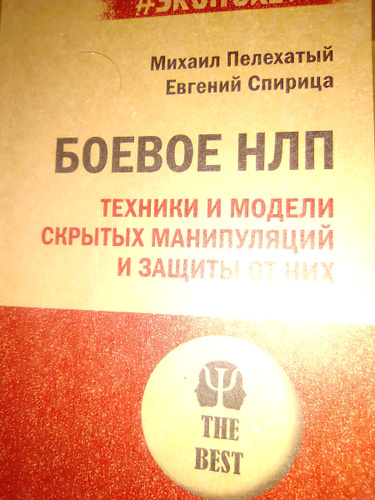 Михаил Пелехатый
Евгений Спирица
БОЕВОЕ НЛП
ТЕХНИКИ И МОДЕЛИ
СКРЫТЫХ МАНИПУЛЯЦИЙ
И ЗАЩИТЫ ОТ НИХ
Ψ
THE
BEST